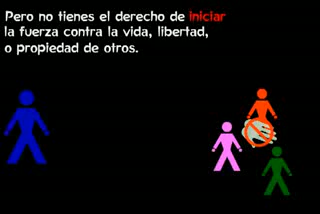 Pero no tienes el derecho de iniciar
la fuerza contra la vida, libertad,
o propiedad de otros.